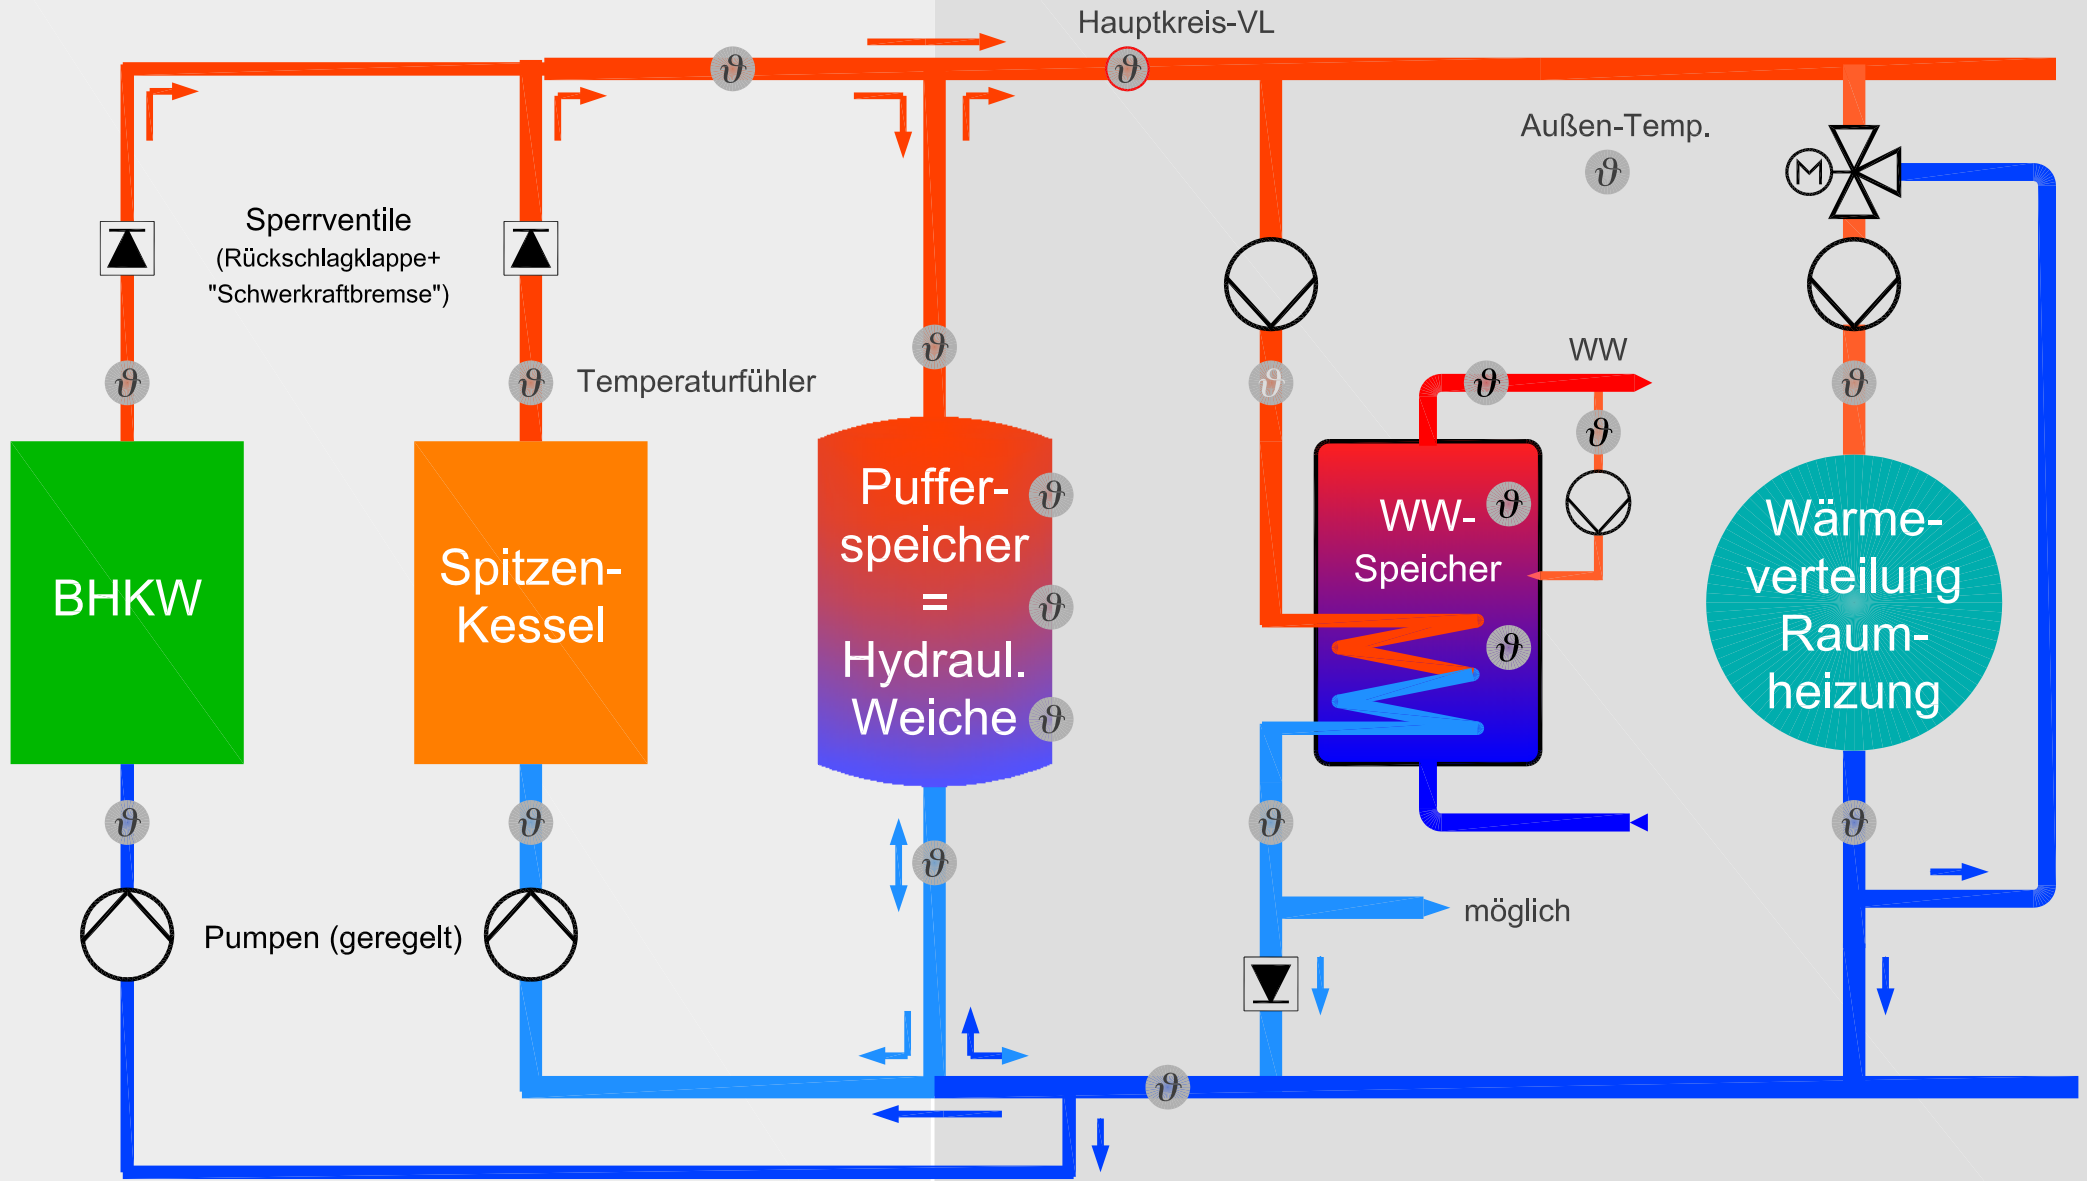 Hauptkreis-VL
ϑ
ϑ
Außen-Temp.
ϑ
M
Sperrventile
(Rückschlagklappe+
"Schwerkraftbremse")
ϑ
ϑ
ϑ
Temperaturfühler
ϑ
ϑ
WW
ϑ
ϑ
BHKW
Spitzen-
Kessel
Puffer-
speicher
=
Hydraul.
Weiche
ϑ
ϑ
ϑ
WW-
Speicher
ϑ
ϑ
Wärme-
verteilung
Raum-
heizung
ϑ
ϑ
ϑ
ϑ
ϑ
ϑ
Pumpen (geregelt)
möglich
ϑ